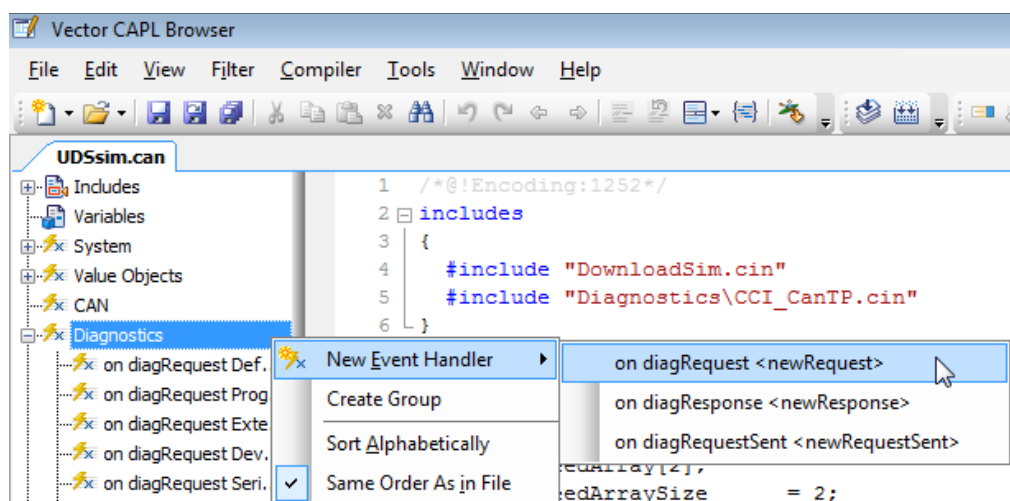 Vector CAPL Browser
File Edit View Filter Compiler Tools Window Help
UDSsim.can
Includes
Variables
System
Value Objects
CAN
Diagnostics
on diagRequest Def...
on diagRequest Prog
on diagRequest Exte
on diagRequest Dev.
on diagRequest Seri.
1 /*@!Encoding:1252*/
2 includes
3 {
4 #include "DownloadSim.cin"
5 #include "Diagnostics\CCI_CanTP.cin"
6 }
New Event Handler
Create Group
Sort Alphabetically
Same Order As in File
on diagRequest <newRequest>
on diagResponse <newResponse>
on diagRequestSent <newRequestSent>
edArray[2];
edArraySize = 2;